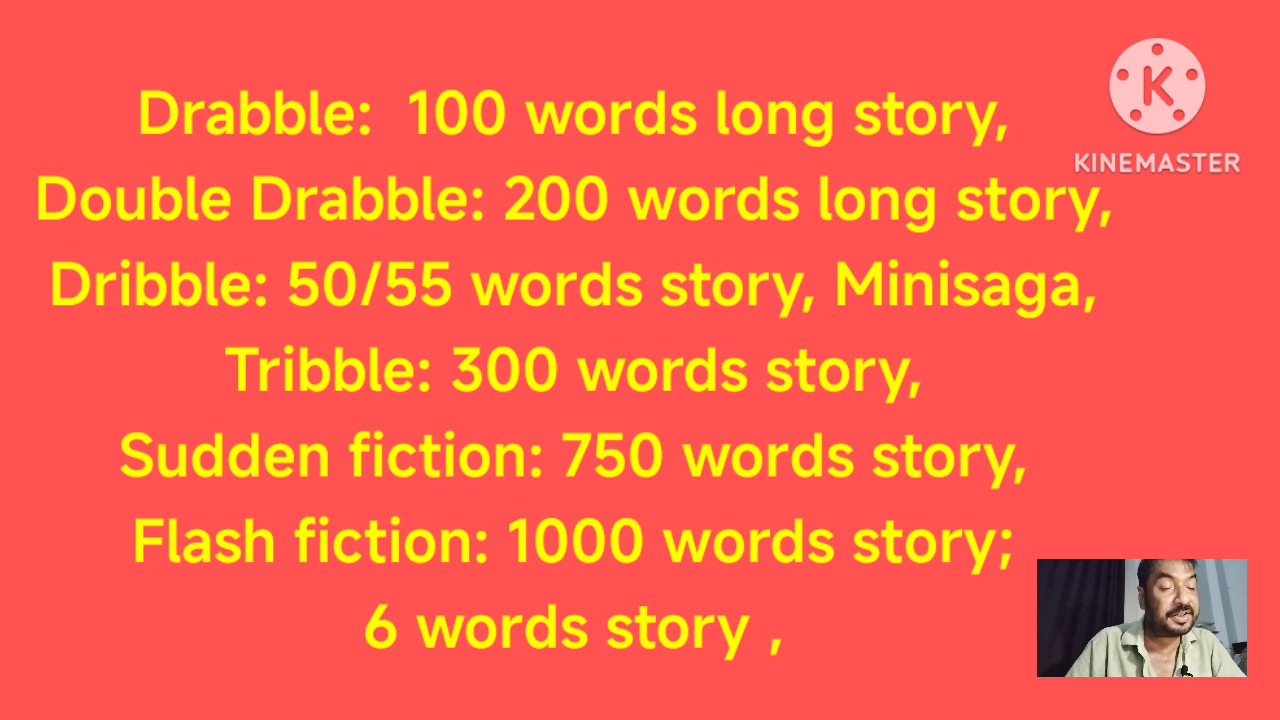 Drabble:  100 words long story,
KINEMASTER
Double Drabble: 200 words long story,
Dribble: 50/55 words story, Minisaga,
Tribble: 300 words story,
Sudden fiction: 750 words story,
Flash fiction: 1000 words story;
6 words story ,